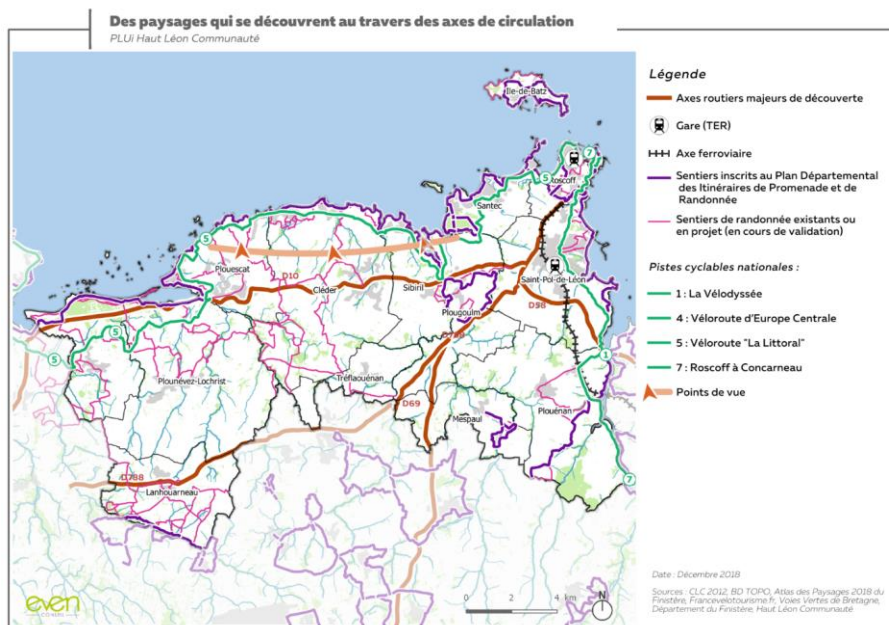 Des paysages qui se découvrent au travers des axes de circulation
PLUi Haut Léon Communauté
Légende
Axes routiers majeurs de découverte
Gare (TER)
Axe ferroviaire
Sentiers inscrits au Plan Départemental
des Itinéraires de Promenade et de
Randonnée
Sentiers de randonnée existants ou
en projet (en cours de validation)
Pistes cyclables nationales :
1 : La Vélodyssée
4 : Véloroute d'Europe Centrale
5 : Véloroute "La Littoral"
7 : Roscoff à Concarneau
Points de vue
Ile-de-Batz
7
5
Roscoff
Santec
5
Plouescat
D10
Cléder
Sibiril
Saint-Pol-de-Léon
Plougoulm
D58
5
5
1
Plounévez-Lochrist
Tréflaouénan
D69
Mespaul
Plouénan
D788
Lanhouarneau
7
even
CONSEIL
0
2
4 km
N
Date : Décembre 2018
Sources : CLC 2012, BD TOPO, Atlas des Paysages 2018 du
Finistère, Francevelotourisme.fr, Voies Vertes de Bretagne,
Département du Finistère, Haut Léon Communauté